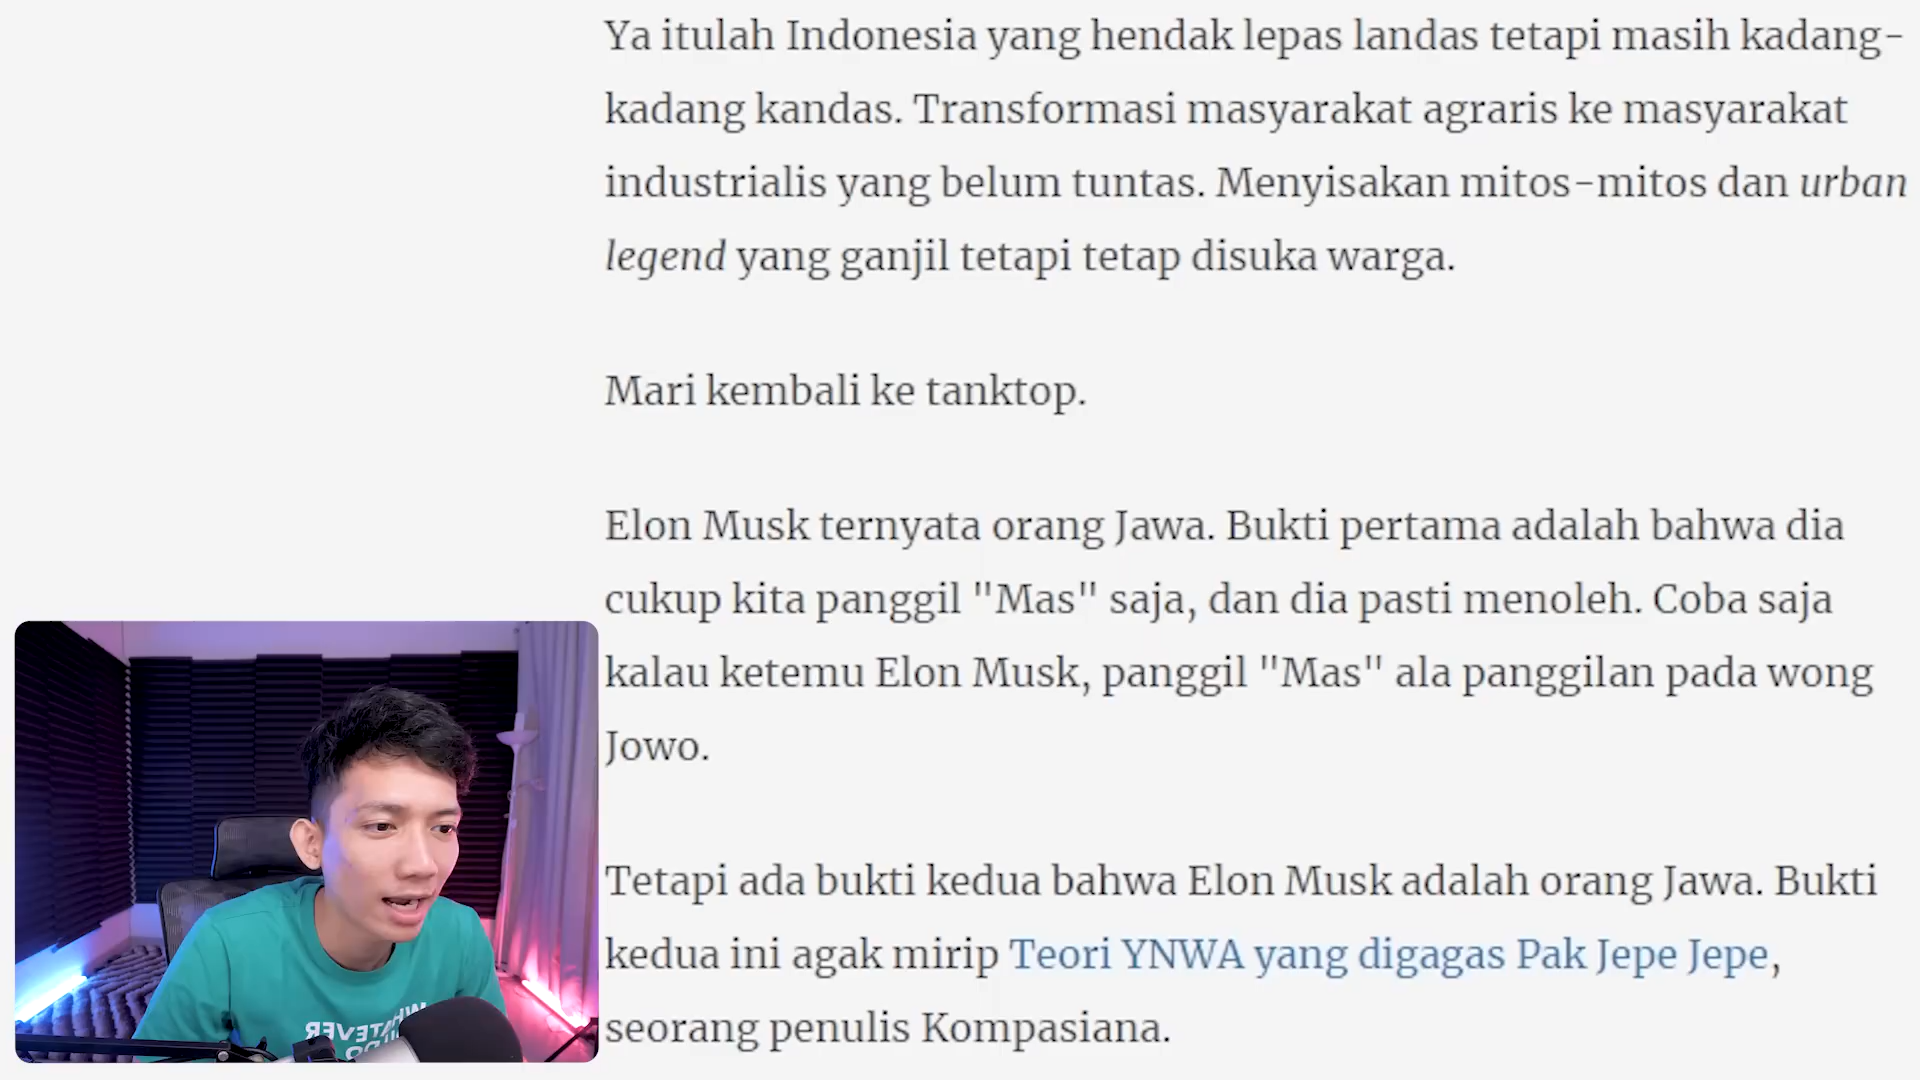 Ya itulah Indonesia yang hendak lepas landas tetapi masih kadang-
kadang kandas. Transformasi masyarakat agraris ke masyarakat
industrialis yang belum tuntas. Menyisakan mitos-mitos dan urban
legend yang ganjil tetapi tetap disuka warga.
Mari kembali ke tanktop.
Elon Musk ternyata orang Jawa. Bukti pertama adalah bahwa dia
cukup kita panggil "Mas" saja, dan dia pasti menoleh. Coba saja
kalau ketemu Elon Musk, panggil "Mas" ala panggilan pada wong
Jowo.
Tetapi ada bukti kedua bahwa Elon Musk adalah orang Jawa. Bukti
kedua ini agak mirip Teori YNWA yang digagas Pak Jepe Jepe,
seorang penulis Kompasiana.
WHATEVER